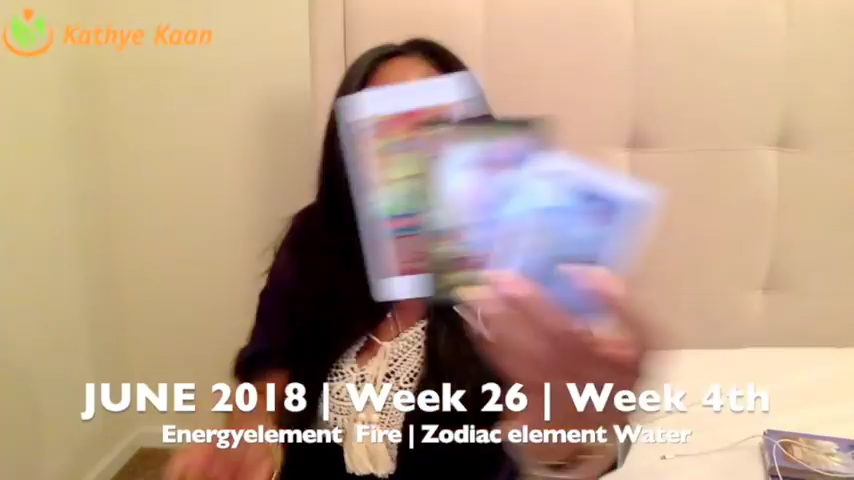 Kathye Kaan
JUNE 2018 | Week 26 | Week 4th
Energyelement Fire | Zodiac element Water